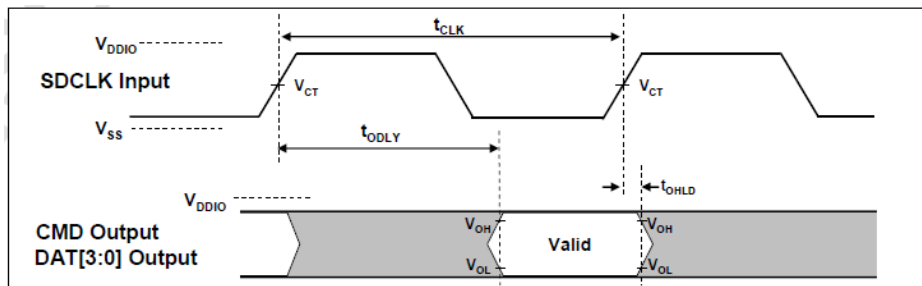 tCLK
VDDIO
SDCLK Input
VCT
VCT
VSS
tODLY
VDDIO
tOHLD
CMD Output
DAT[3:0] Output
VOH
Valid
VOH
VOL
VOL